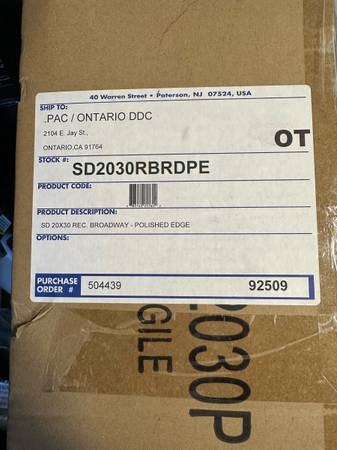 40 Warren Street • Paterson, NJ 07524, USA
SHIP TO:
.PAC / ONTARIO DDC
2104 E. Jay St.,
ONTARIO,CA 91764
OT
STOCK #:
SD2030RBRDPE
PRODUCT CODE:
PRODUCT DESCRIPTION:
SD 20X30 REC. BROADWAY - POLISHED EDGE
OPTIONS:
PURCHASE ORDER # 504439 92509
2030P
GILE